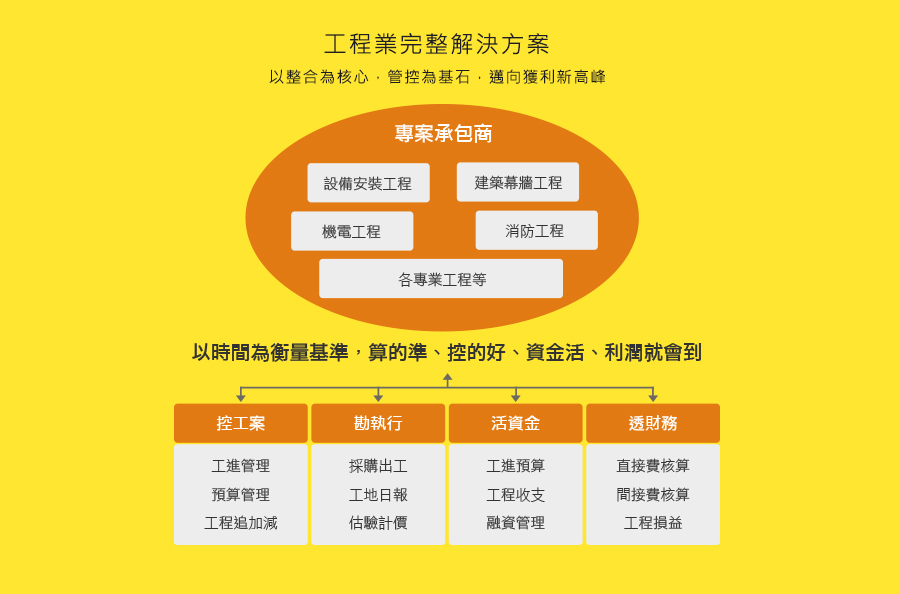 工程業完整解決方案
以整合為核心，管控為基石，邁向獲利新高峰
專案承包商
設備安裝工程
建築幕牆工程
機電工程
消防工程
各專業工程等
以時間為衡量基準，算的準、控的好、資金活、利潤就會到
控工案
勘執行
活資金
透財務
工進管理
採購出工
工進預算
直接費核算
預算管理
工地日報
工程收支
間接費核算
工程追加減
估驗計價
融資管理
工程損益